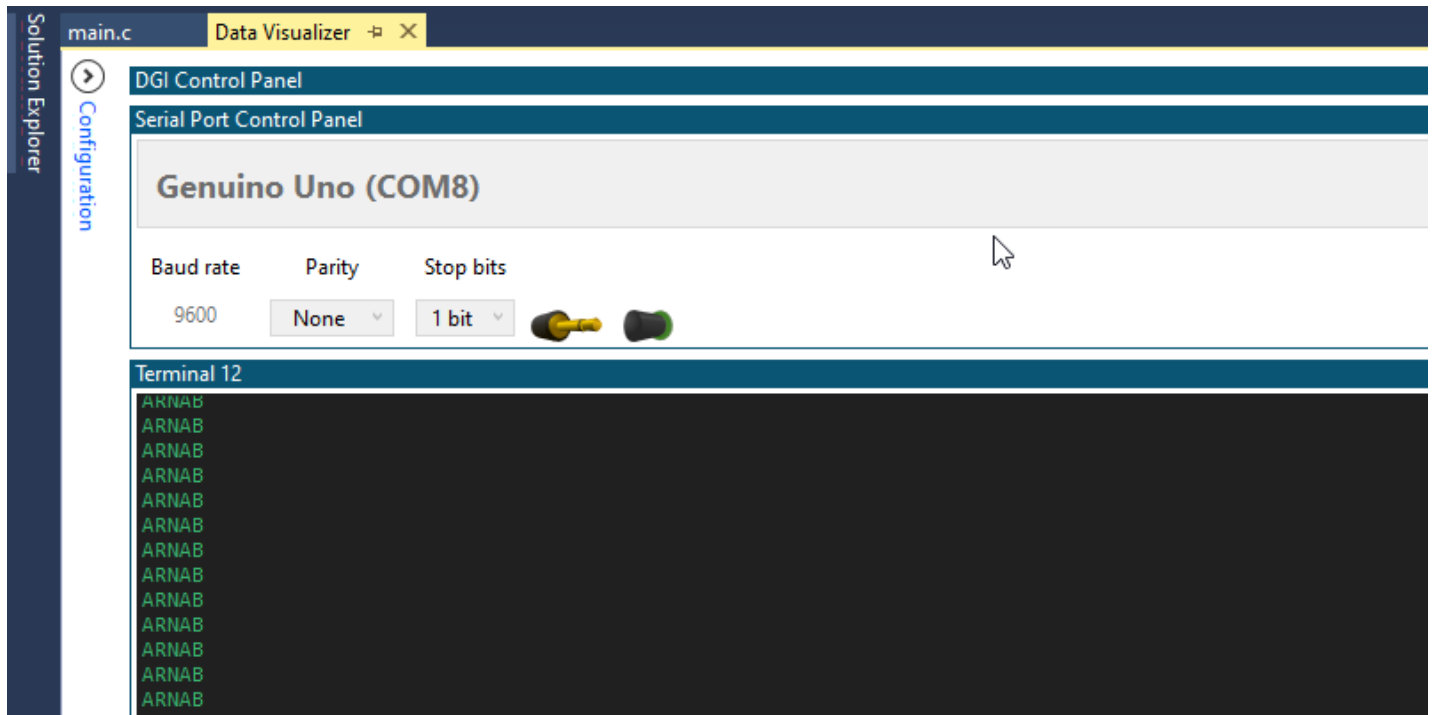 Solution Explorer
main.c Data Visualizer
Configuration
DGI Control Panel
Serial Port Control Panel
Genuino Uno (COM8)
Baud rate Parity Stop bits
9600 None 1 bit
Terminal 12
ARNAB
ARNAB
ARNAB
ARNAB
ARNAB
ARNAB
ARNAB
ARNAB
ARNAB
ARNAB
ARNAB
ARNAB
ARNAB